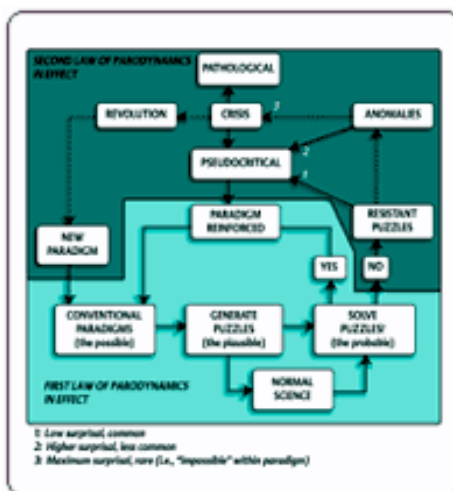 SECOND LAW OF PARODYNAMICS
IN EFFECT
PATHOLOGICAL
REVOLUTION
CRISIS
3
ANOMALIES
2
PSEUDOCRITICAL
1
PARADIGM
REINFORCED
RESISTANT
PUZZLES
NEW
PARADIGM
YES
NO
CONVENTIONAL
PARADIGMS
(the possible)
GENERATE
PUZZLES
(the plausible)
SOLVE
PUZZLES?
(the probable)
NORMAL
SCIENCE
FIRST LAW OF PARODYNAMICS
IN EFFECT
1: Low surprisal, common
2: Higher surprisal, less common
3: Maximum surprisal, rare (i.e., "impossible" within paradigm)